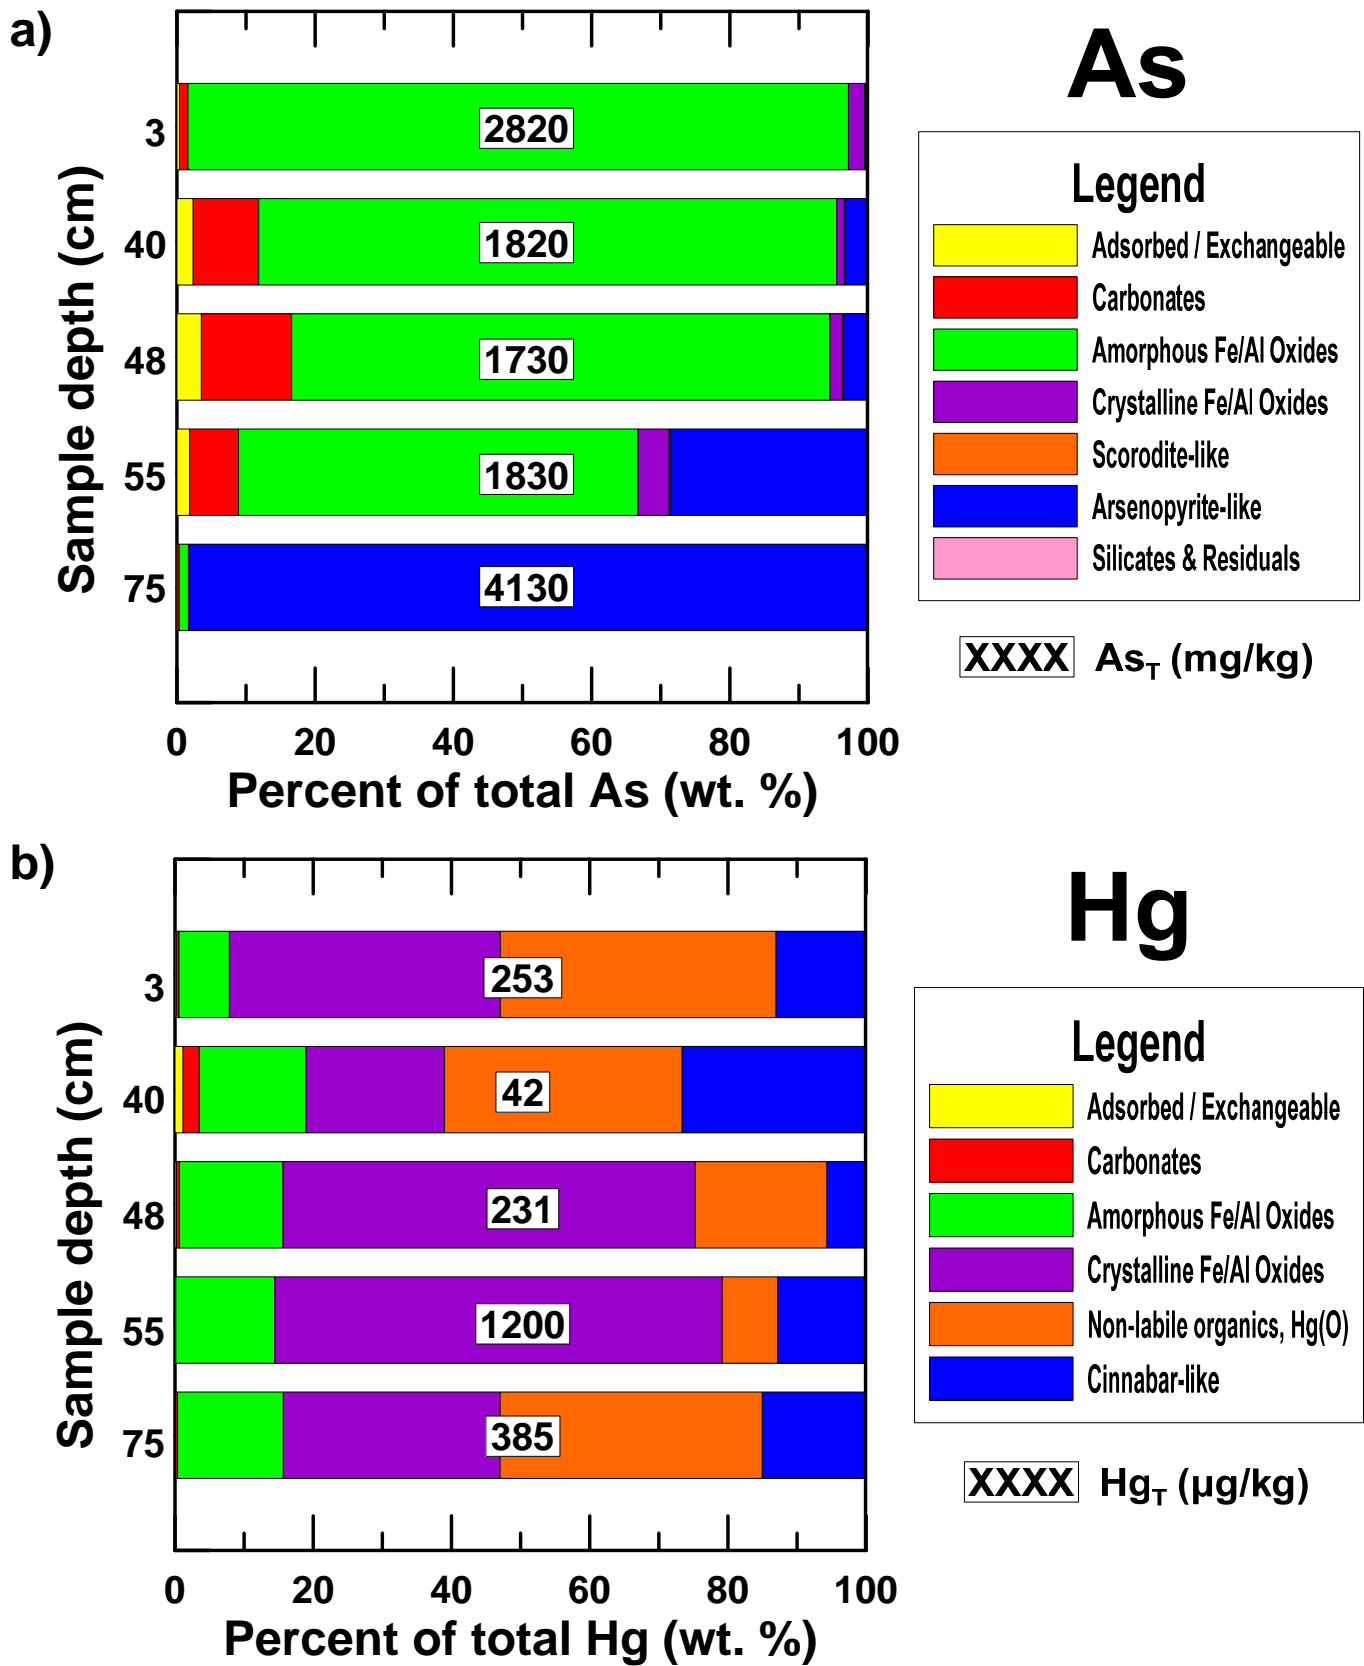 a)
As
3
2820
40
1820
48
1730
55
1830
75
4130
Sample depth (cm)
0 20 40 60 80 100
Percent of total As (wt. %)
Legend
Adsorbed / Exchangeable
Carbonates
Amorphous Fe/Al Oxides
Crystalline Fe/Al Oxides
Scorodite-like
Arsenopyrite-like
Silicates & Residuals
XXXX AsT (mg/kg)
b)
Hg
3
253
40
42
48
231
55
1200
75
385
Sample depth (cm)
0 20 40 60 80 100
Percent of total Hg (wt. %)
Legend
Adsorbed / Exchangeable
Carbonates
Amorphous Fe/Al Oxides
Crystalline Fe/Al Oxides
Non-labile organics, Hg(O)
Cinnabar-like
XXXX HgT (µg/kg)